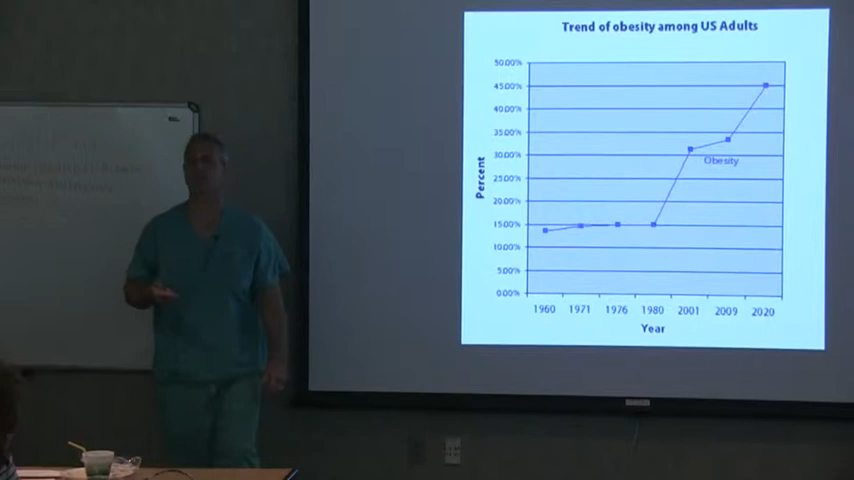 Trend of obesity among US Adults
50.00%
45.00%
40.00%
35.00%
30.00%
25.00%
20.00%
15.00%
10.00%
5.00%
0.00%
Percent
Obesity
1960 1971 1976 1980 2001 2009 2020
Year